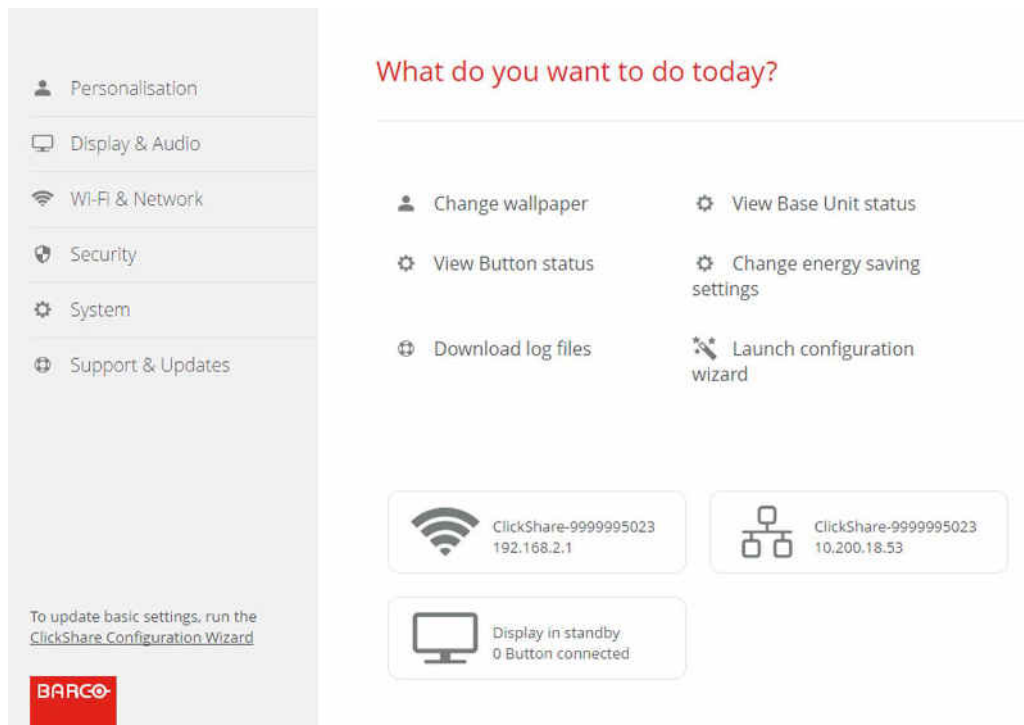 Personalisation
Display & Audio
Wi-Fi & Network
Security
System
Support & Updates
To update basic settings, run the
ClickShare Configuration Wizard
BARCO
What do you want to do today?
Change wallpaper
View Base Unit status
View Button status
Change energy saving
settings
Download log files
Launch configuration
wizard
ClickShare-9999995023
192.168.2.1
ClickShare-9999995023
10.200.18.53
Display in standby
0 Button connected